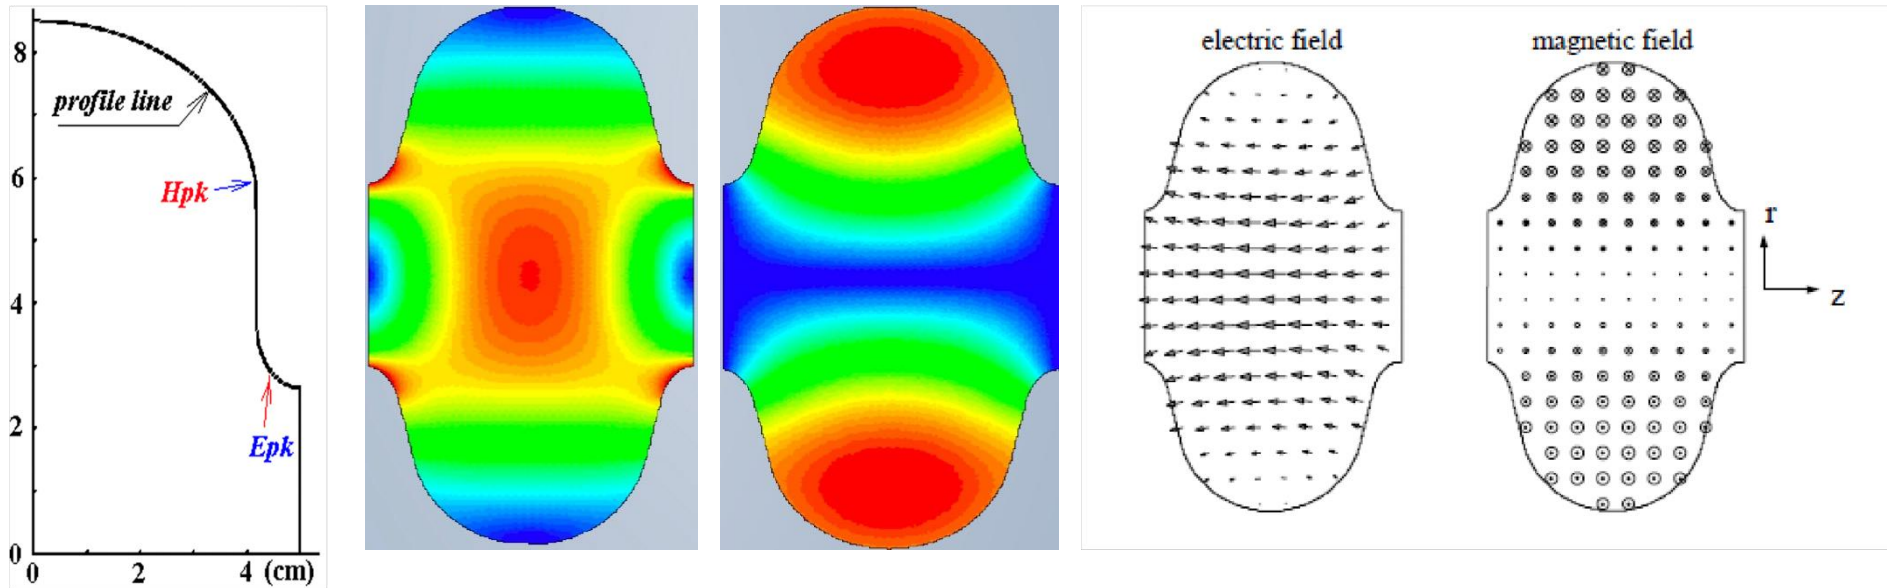 8
profile line
6
Hpk
4
2
Epk
0
0
2
4 (cm)
electric field
magnetic field
r
z